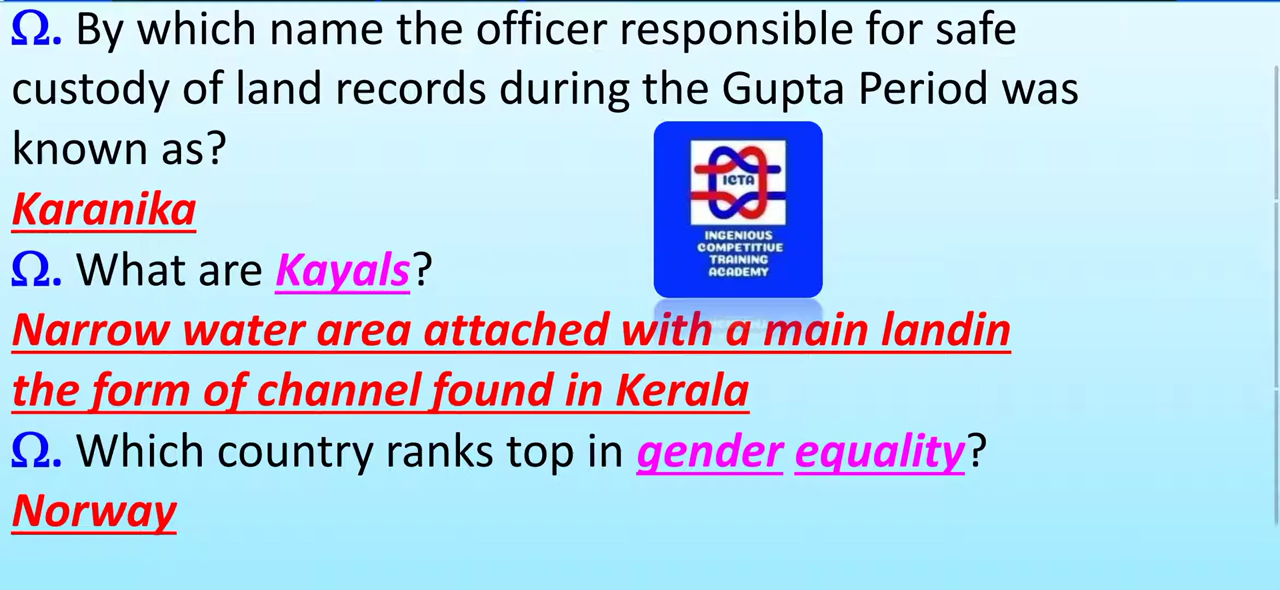 Ω. By which name the officer responsible for safe
custody of land records during the Gupta Period was
known as?
Karanika
ICTA
INGENIOUS
COMPETITIVE
TRAINING
ACADEMY
Ω. What are Kayals?
Narrow water area attached with a main landin
the form of channel found in Kerala
Ω. Which country ranks top in gender equality?
Norway